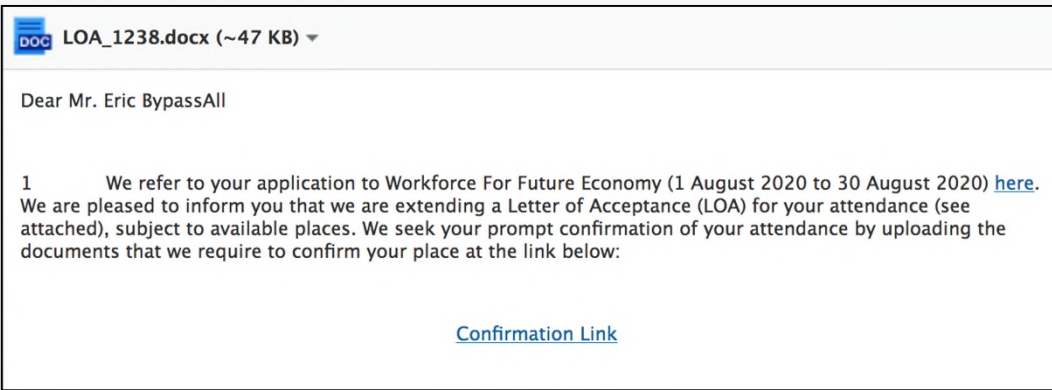 DOC LOA_1238.docx (~47 KB)
Dear Mr. Eric BypassAll
1 We refer to your application to Workforce For Future Economy (1 August 2020 to 30 August 2020) here.
We are pleased to inform you that we are extending a Letter of Acceptance (LOA) for your attendance (see
attached), subject to available places. We seek your prompt confirmation of your attendance by uploading the
documents that we require to confirm your place at the link below:
Confirmation Link